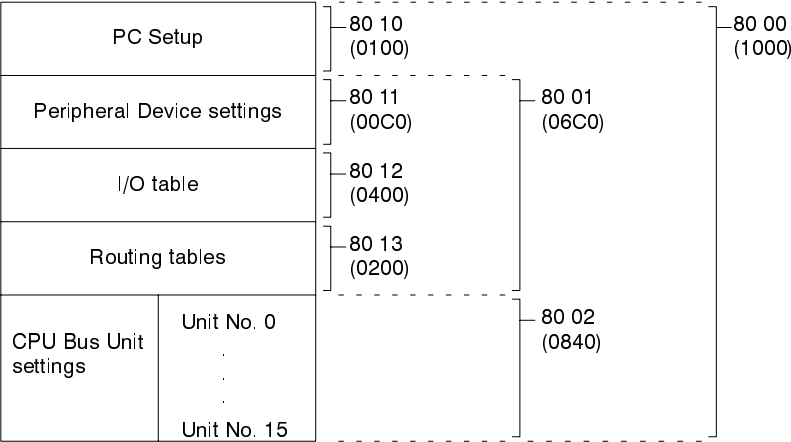 PC Setup
80 10
(0100)
80 00
(1000)
Peripheral Device settings
80 11
(00C0)
80 01
(06C0)
I/O table
80 12
(0400)
Routing tables
80 13
(0200)
CPU Bus Unit
settings
Unit No. 0
.
.
.
Unit No. 15
80 02
(0840)